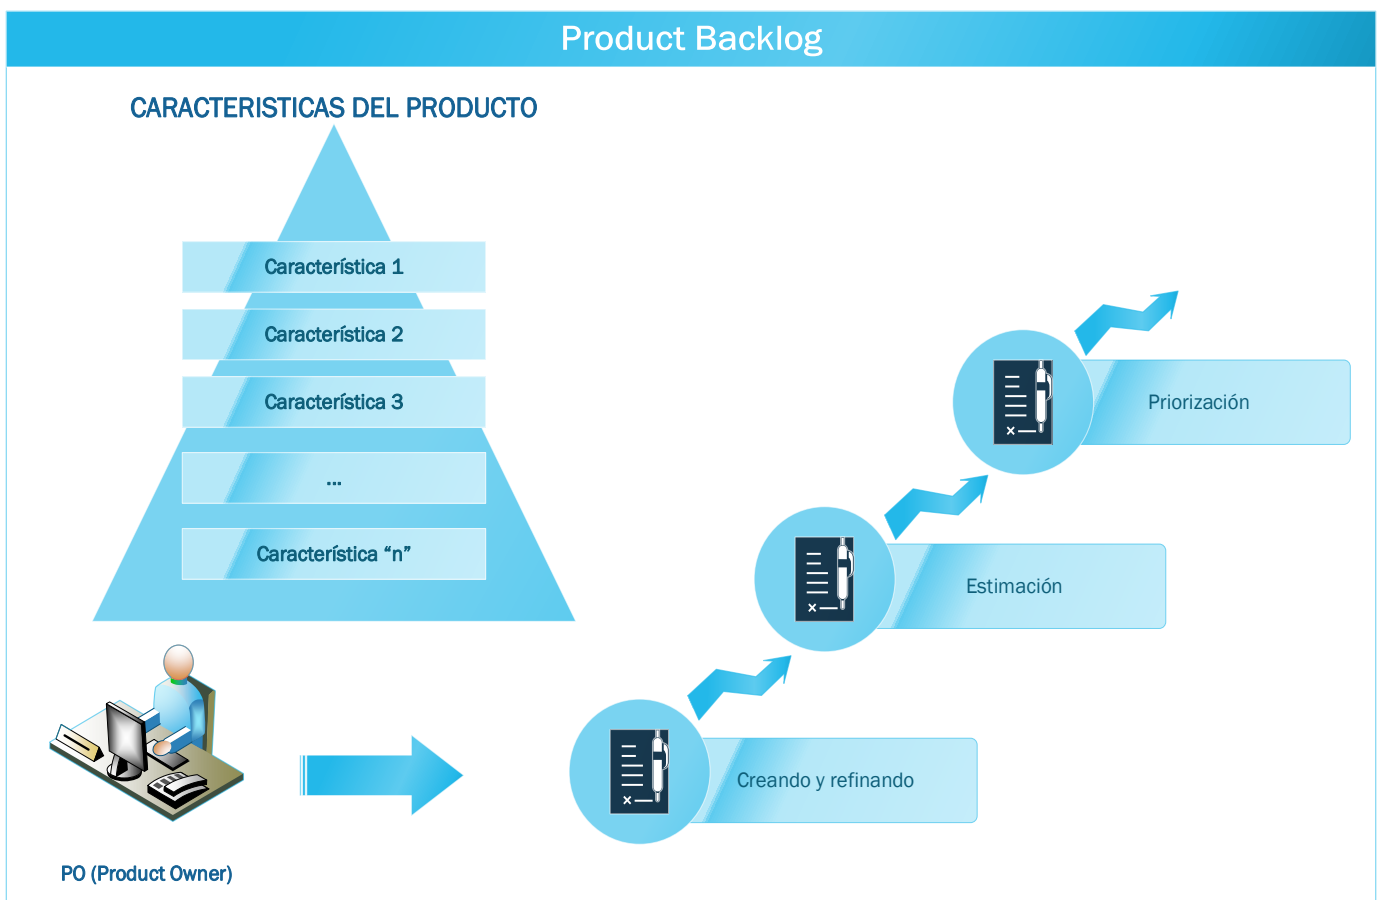 Product Backlog
CARACTERISTICAS DEL PRODUCTO
Característica 1
Característica 2
Característica 3
...
Característica “n”
Priorización
Estimación
Creando y refinando
PO (Product Owner)